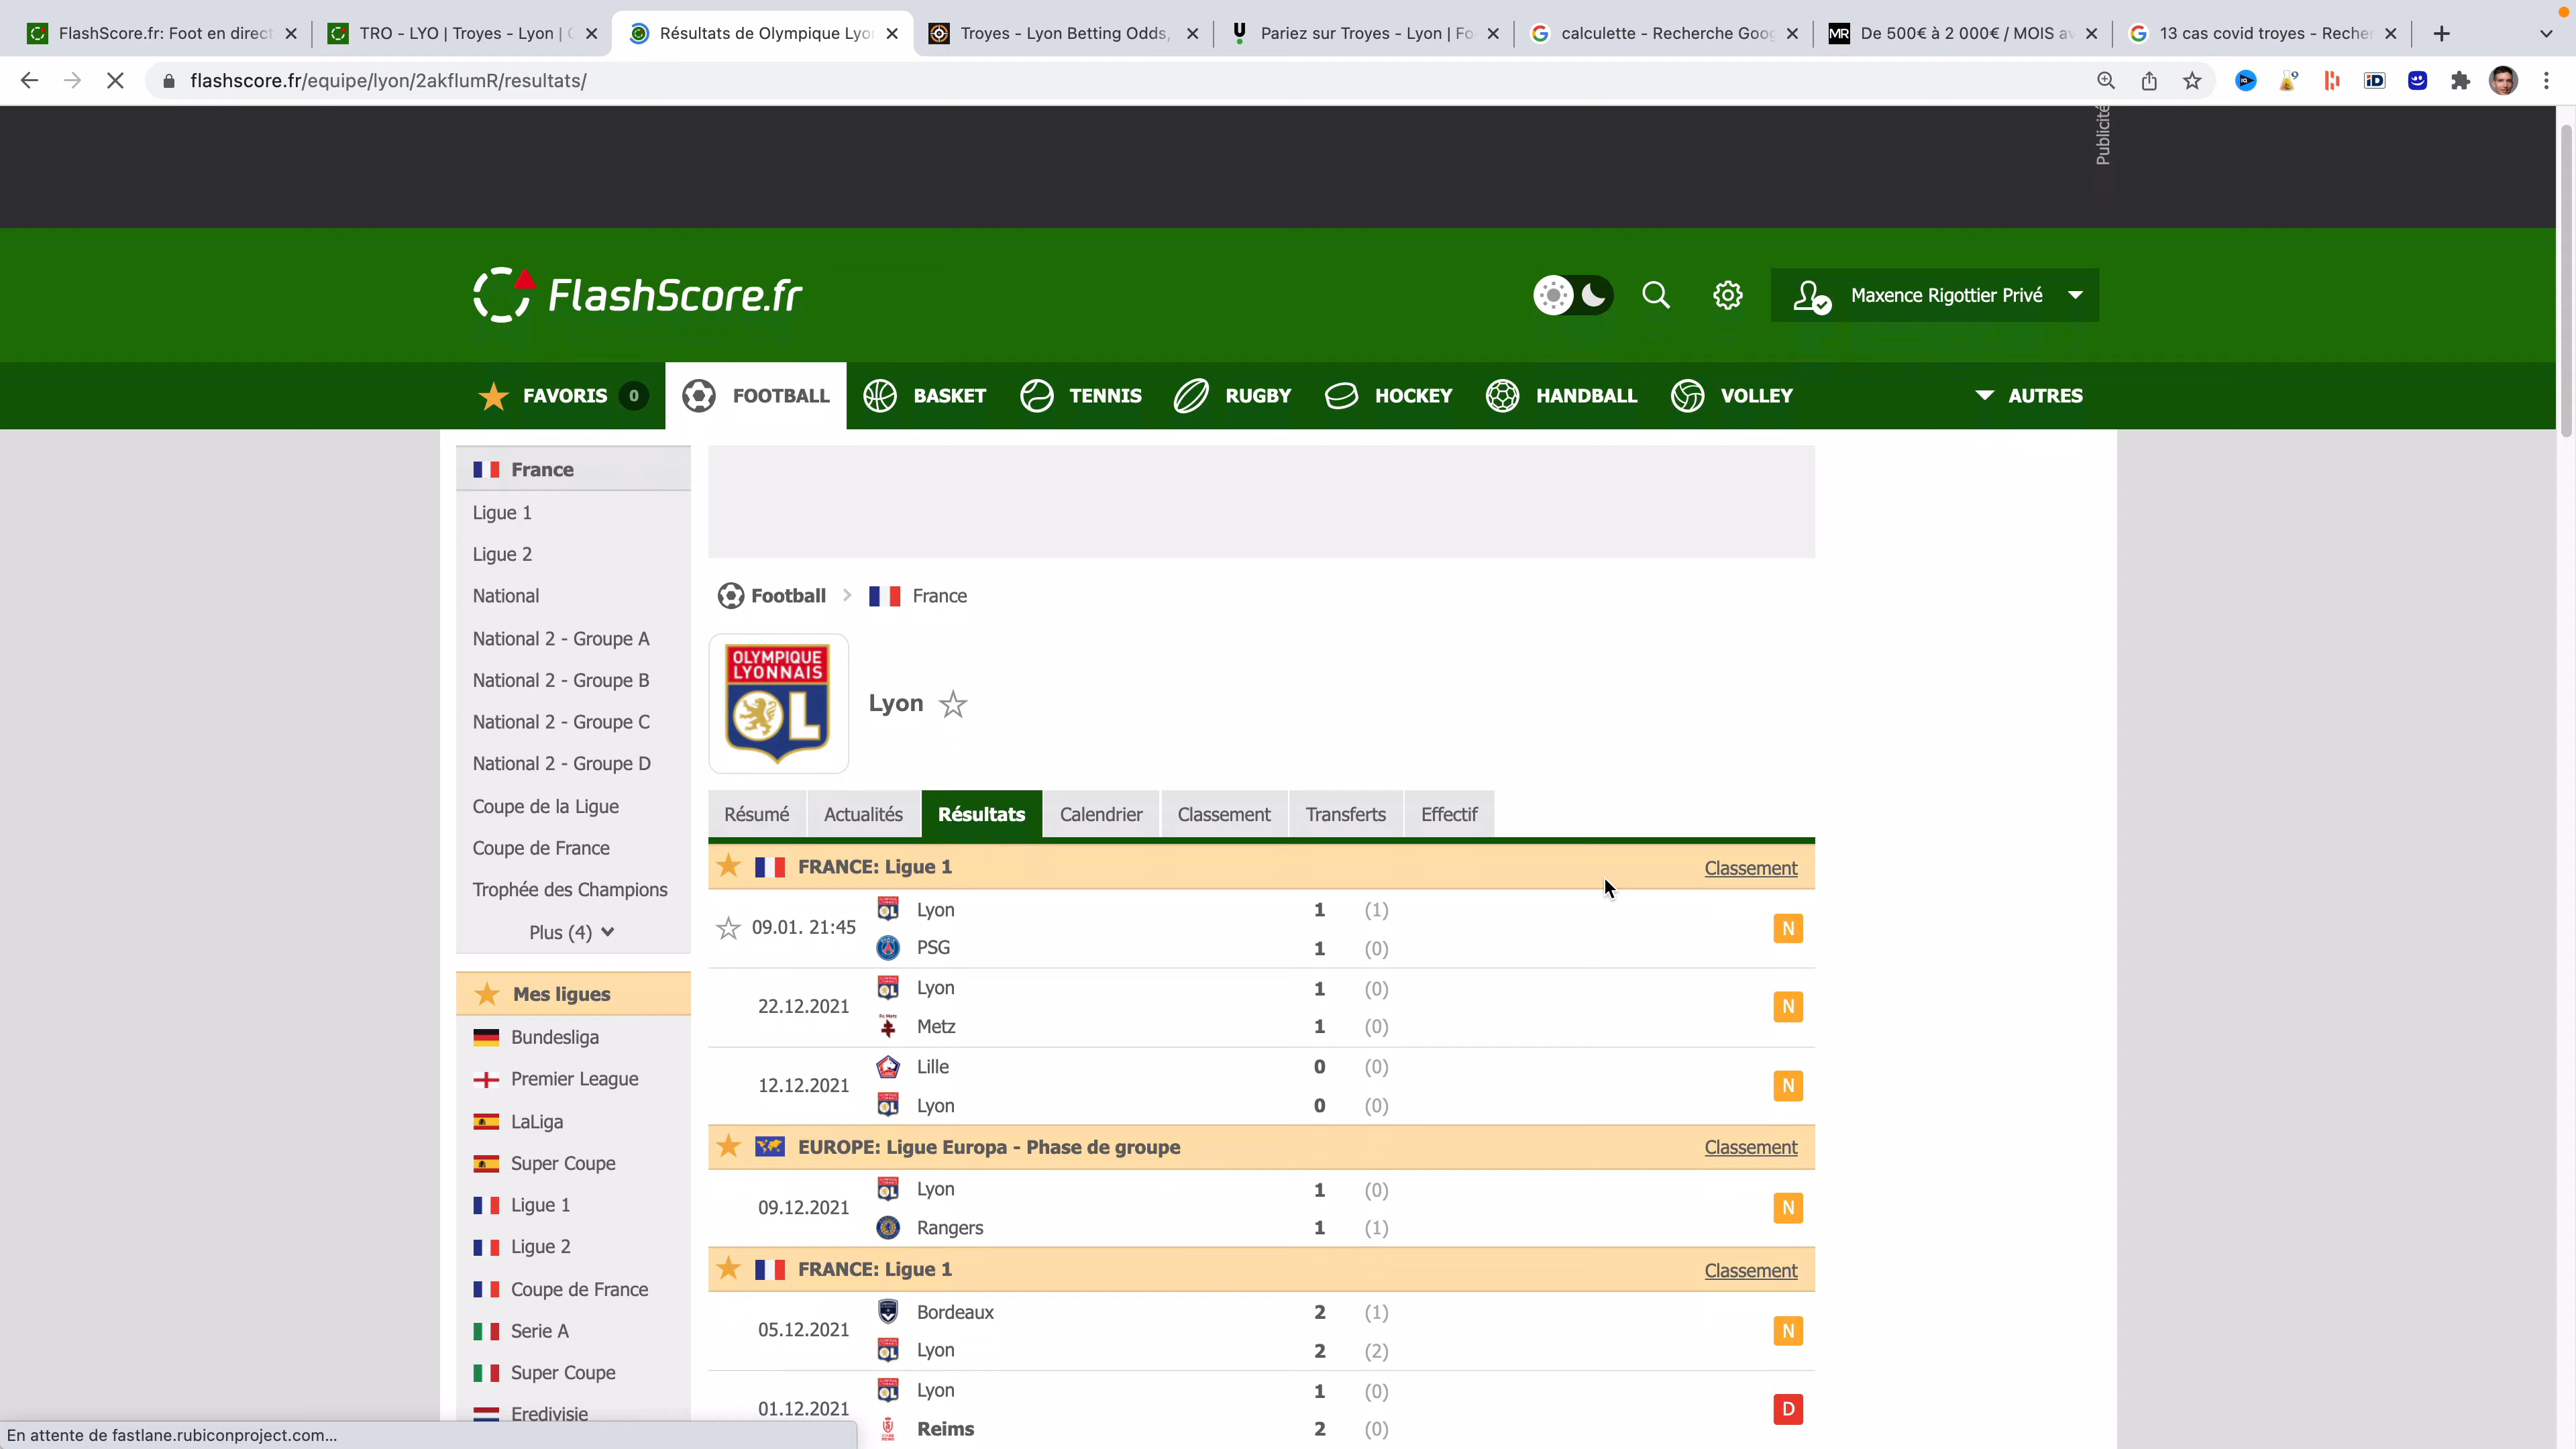 FlashScore.fr: Foot en direct
TRO - LYO | Troyes - Lyon |
Résultats de Olympique Lyon
Troyes - Lyon Betting Odds,
Pariez sur Troyes - Lyon | Fo
calculette - Recherche Goog
MR De 500€ à 2 000€ / MOIS av
13 cas covid troyes - Recher
flashscore.fr/equipe/lyon/2akflumR/resultats/
Publicité
FlashScore.fr
Maxence Rigottier Privé
FAVORIS 0
FOOTBALL
BASKET
TENNIS
RUGBY
HOCKEY
HANDBALL
VOLLEY
AUTRES
France
Ligue 1
Ligue 2
National
National 2 - Groupe A
National 2 - Groupe B
National 2 - Groupe C
National 2 - Groupe D
Coupe de la Ligue
Coupe de France
Trophée des Champions
Plus (4)
Mes ligues
Bundesliga
Premier League
LaLiga
Super Coupe
Ligue 1
Ligue 2
Coupe de France
Serie A
Super Coupe
Eredivisie
Football
France
OLYMPIQUE
LYONNAIS
OL
Lyon
Résumé
Actualités
Résultats
Calendrier
Classement
Transferts
Effectif
FRANCE: Ligue 1 Classement
09.01. 21:45
Lyon 1 (1)
PSG 1 (0)
N
22.12.2021
Lyon 1 (0)
Metz 1 (0)
N
12.12.2021
Lille 0 (0)
Lyon 0 (0)
N
EUROPE: Ligue Europa - Phase de groupe Classement
09.12.2021
Lyon 1 (0)
Rangers 1 (1)
N
FRANCE: Ligue 1 Classement
05.12.2021
Bordeaux 2 (1)
Lyon 2 (2)
N
01.12.2021
Lyon 1 (0)
Reims 2 (0)
D
En attente de fastlane.rubiconproject.com...